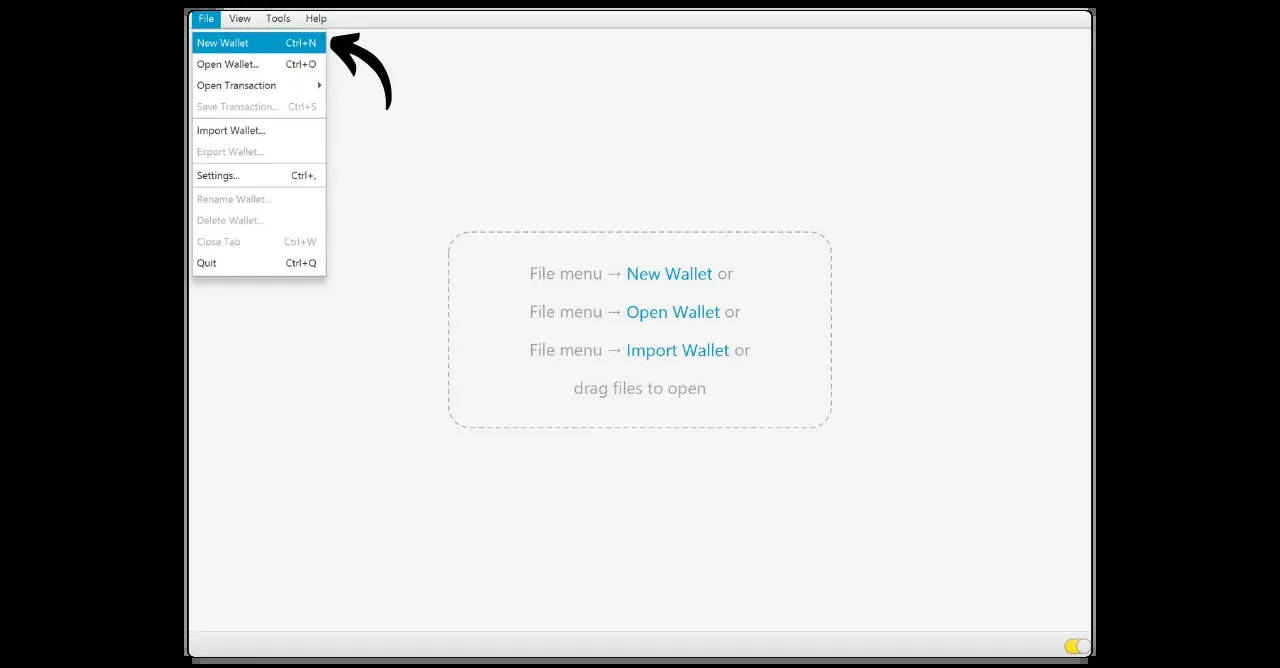 File View Tools Help
New Wallet Ctrl+N
Open Wallet... Ctrl+O
Open Transaction
Save Transaction... Ctrl+S
Import Wallet...
Export Wallet...
Settings... Ctrl+,
Rename Wallet...
Delete Wallet...
Close Tab Ctrl+W
Quit Ctrl+Q
File menu → New Wallet or
File menu → Open Wallet or
File menu → Import Wallet or
drag files to open